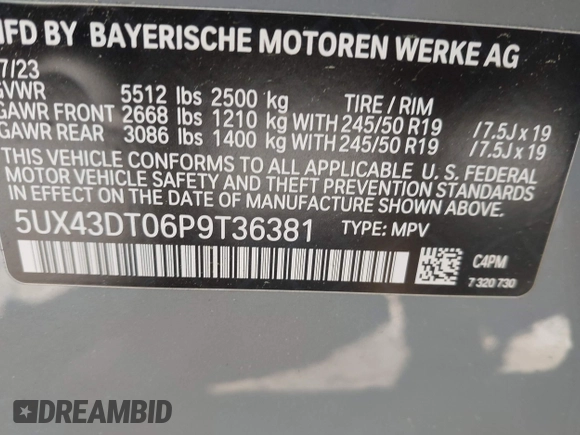 MFD BY BAYERISCHE MOTOREN WERKE AG
7/23
GVWR 5512 lbs 2500 kg TIRE / RIM
GAWR FRONT 2668 lbs 1210 kg WITH 245/50 R19 / 7.5J x 19
GAWR REAR 3086 lbs 1400 kg WITH 245/50 R19 / 7.5J x 19
THIS VEHICLE CONFORMS TO ALL APPLICABLE U. S. FEDERAL
MOTOR VEHICLE SAFETY AND THEFT PREVENTION STANDARDS
IN EFFECT ON THE DATE OF MANUFACTURE SHOWN ABOVE.
5UX43DT06P9T36381 TYPE: MPV
C4PM
7 320 730
DREAMBID